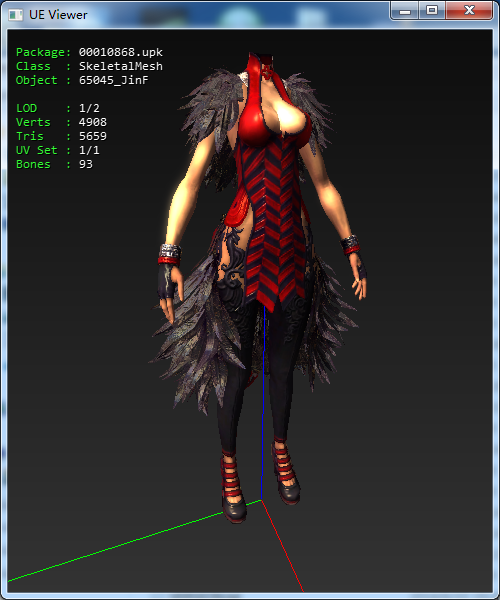 UE Viewer
Package: 00010868.upk
Class  : SkeletalMesh
Object : 65045_JinF
LOD    : 1/2
Verts  : 4908
Tris   : 5659
UV Set : 1/1
Bones  : 93